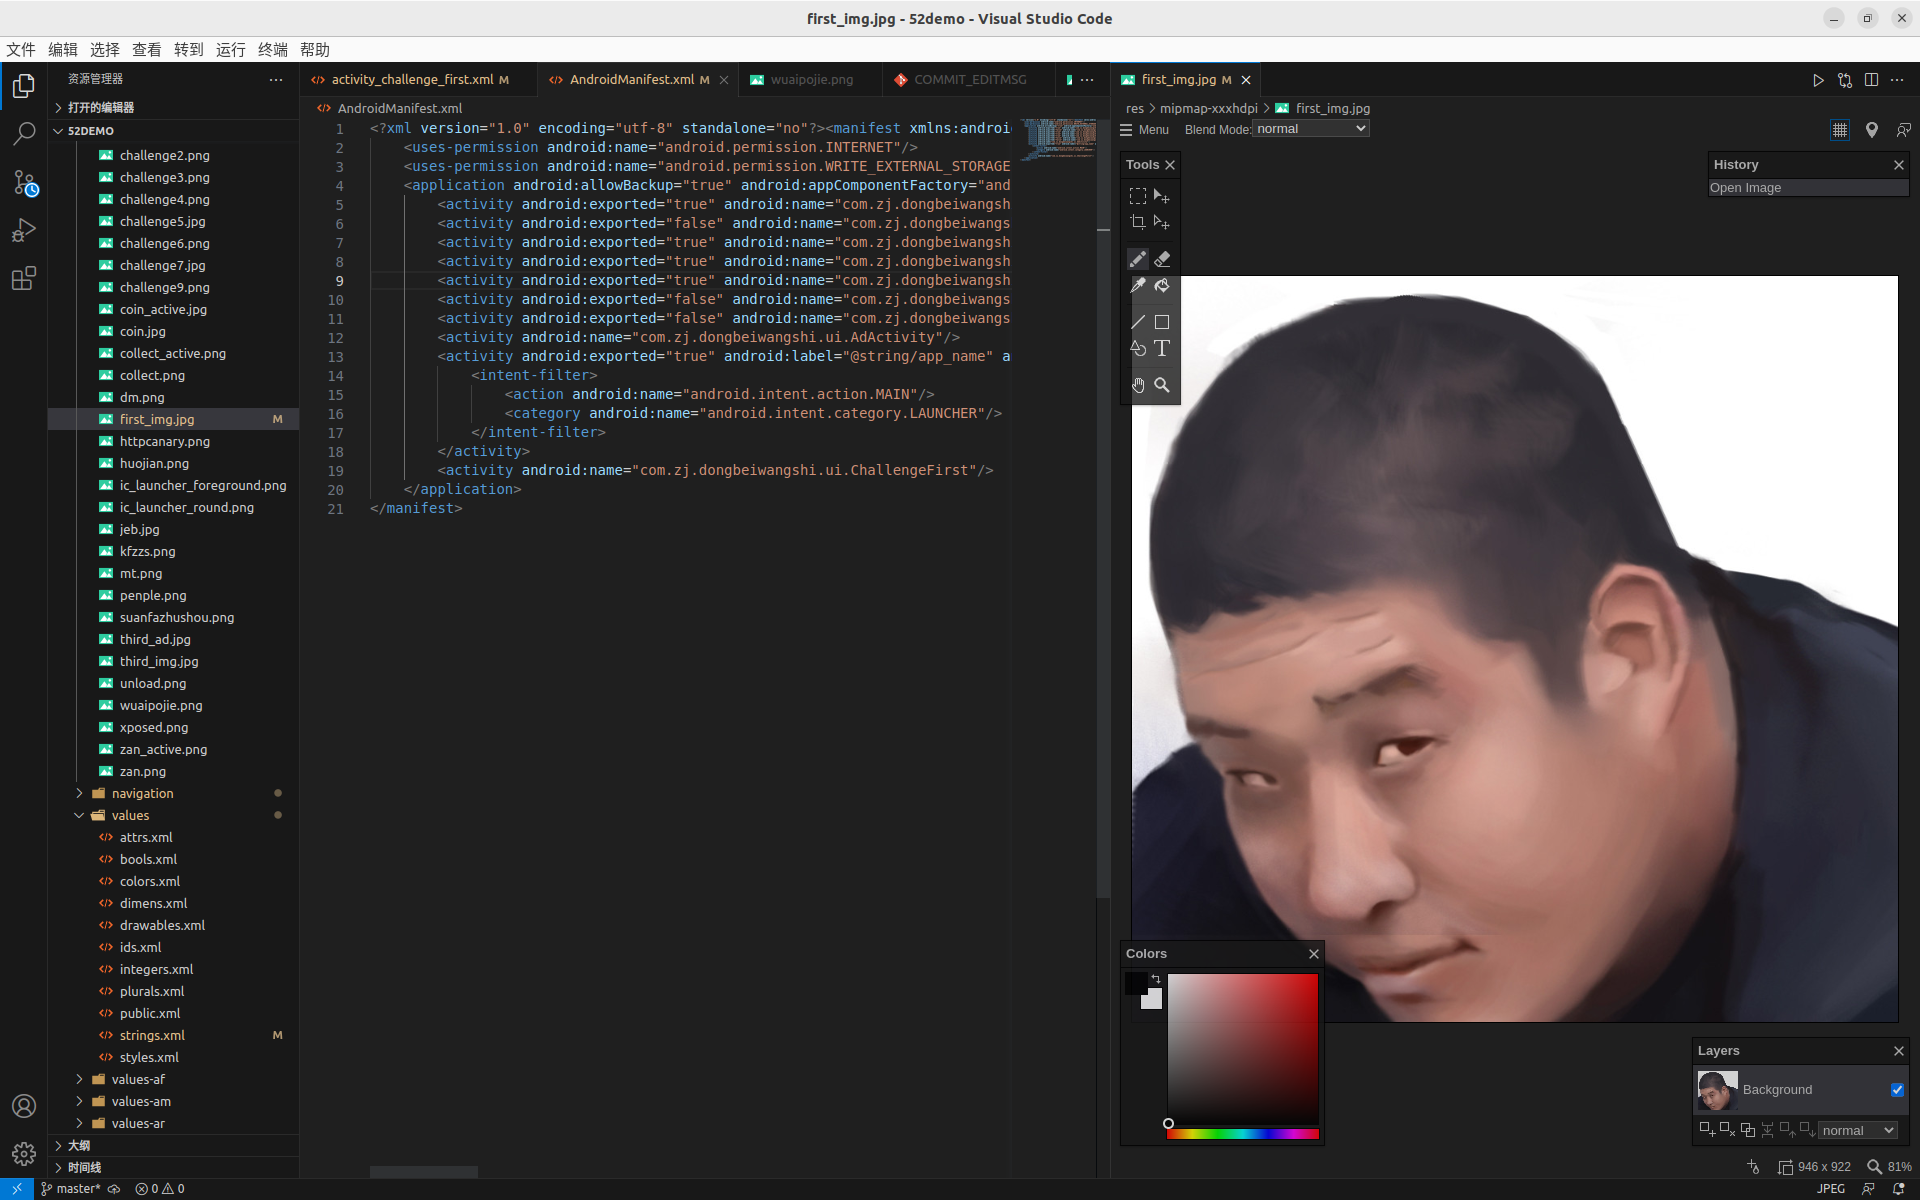 first_img.jpg - 52demo - Visual Studio Code
文件 编辑 选择 查看 转到 运行 终端 帮助
资源管理器
打开的编辑器
52DEMO
challenge2.png
challenge3.png
challenge4.png
challenge5.jpg
challenge6.png
challenge7.jpg
challenge9.png
coin_active.jpg
coin.jpg
collect_active.png
collect.png
dm.png
first_img.jpg M
httpcanary.png
huojian.png
ic_launcher_foreground.png
ic_launcher_round.png
jeb.jpg
kfzzs.png
mt.png
penple.png
suanfazhushou.png
third_ad.jpg
third_img.jpg
unload.png
wuaipojie.png
xposed.png
zan_active.png
zan.png
navigation
values
attrs.xml
bools.xml
colors.xml
dimens.xml
drawables.xml
ids.xml
integers.xml
plurals.xml
public.xml
strings.xml M
styles.xml
values-af
values-am
values-ar
大纲
时间线
activity_challenge_first.xml M AndroidManifest.xml M wuaipojie.png COMMIT_EDITMSG
AndroidManifest.xml
1 <?xml version="1.0" encoding="utf-8" standalone="no"?><manifest xmlns:androi
2 <uses-permission android:name="android.permission.INTERNET"/>
3 <uses-permission android:name="android.permission.WRITE_EXTERNAL_STORAGE
4 <application android:allowBackup="true" android:appComponentFactory="and
5 <activity android:exported="true" android:name="com.zj.dongbeiwangsh
6 <activity android:exported="false" android:name="com.zj.dongbeiwangs
7 <activity android:exported="true" android:name="com.zj.dongbeiwangsh
8 <activity android:exported="true" android:name="com.zj.dongbeiwangsh
9 <activity android:exported="true" android:name="com.zj.dongbeiwangsh
10 <activity android:exported="false" android:name="com.zj.dongbeiwangs
11 <activity android:exported="false" android:name="com.zj.dongbeiwangs
12 <activity android:name="com.zj.dongbeiwangshi.ui.AdActivity"/>
13 <activity android:exported="true" android:label="@string/app_name" a
14 <intent-filter>
15 <action android:name="android.intent.action.MAIN"/>
16 <category android:name="android.intent.category.LAUNCHER"/>
17 </intent-filter>
18 </activity>
19 <activity android:name="com.zj.dongbeiwangshi.ui.ChallengeFirst"/>
20 </application>
21 </manifest>
first_img.jpg M
res mipmap-xxxhdpi first_img.jpg
Menu Blend Mode: normal
Tools
T
History
Open Image
Colors
Layers
Background
normal
946 x 922 81%
master* 0 0
JPEG